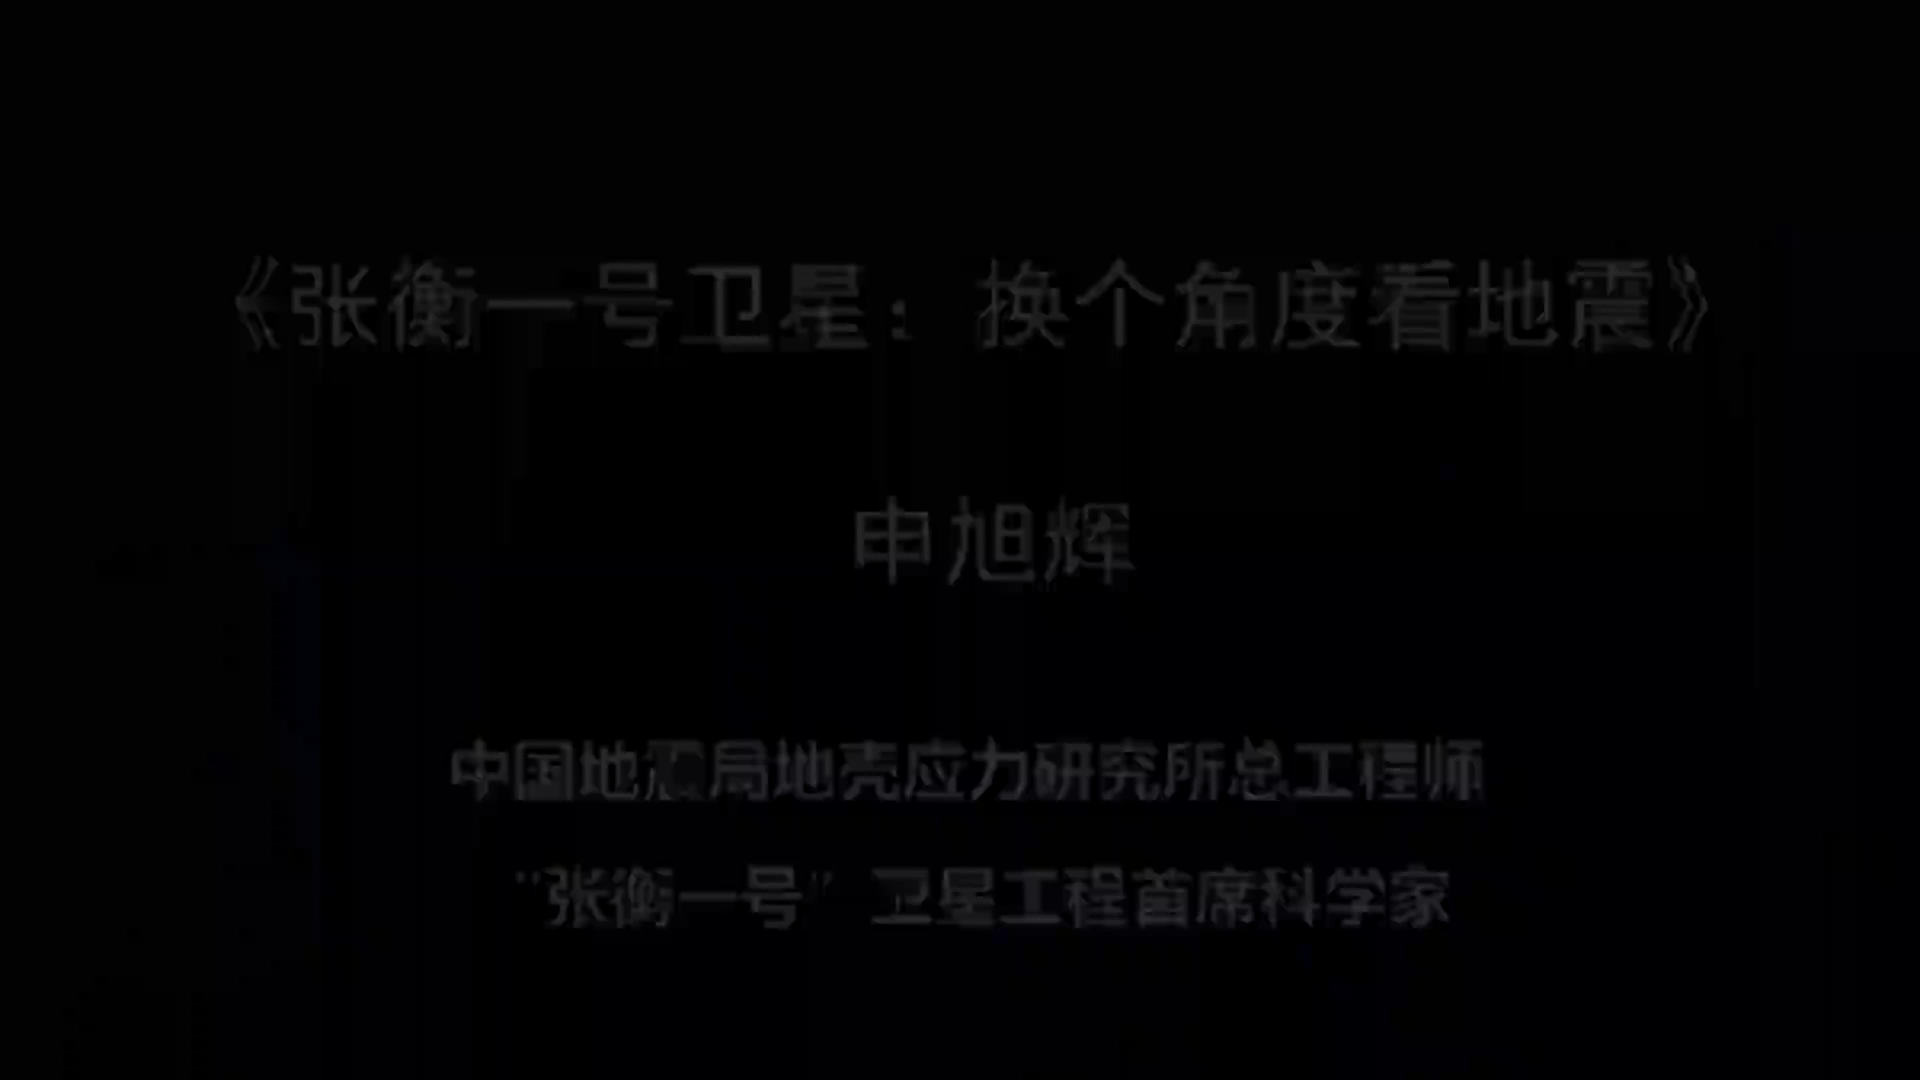 《张衡一号卫星：换个角度看地震》
申旭辉
中国地震局地壳应力研究所总工程师
“张衡一号”卫星工程首席科学家